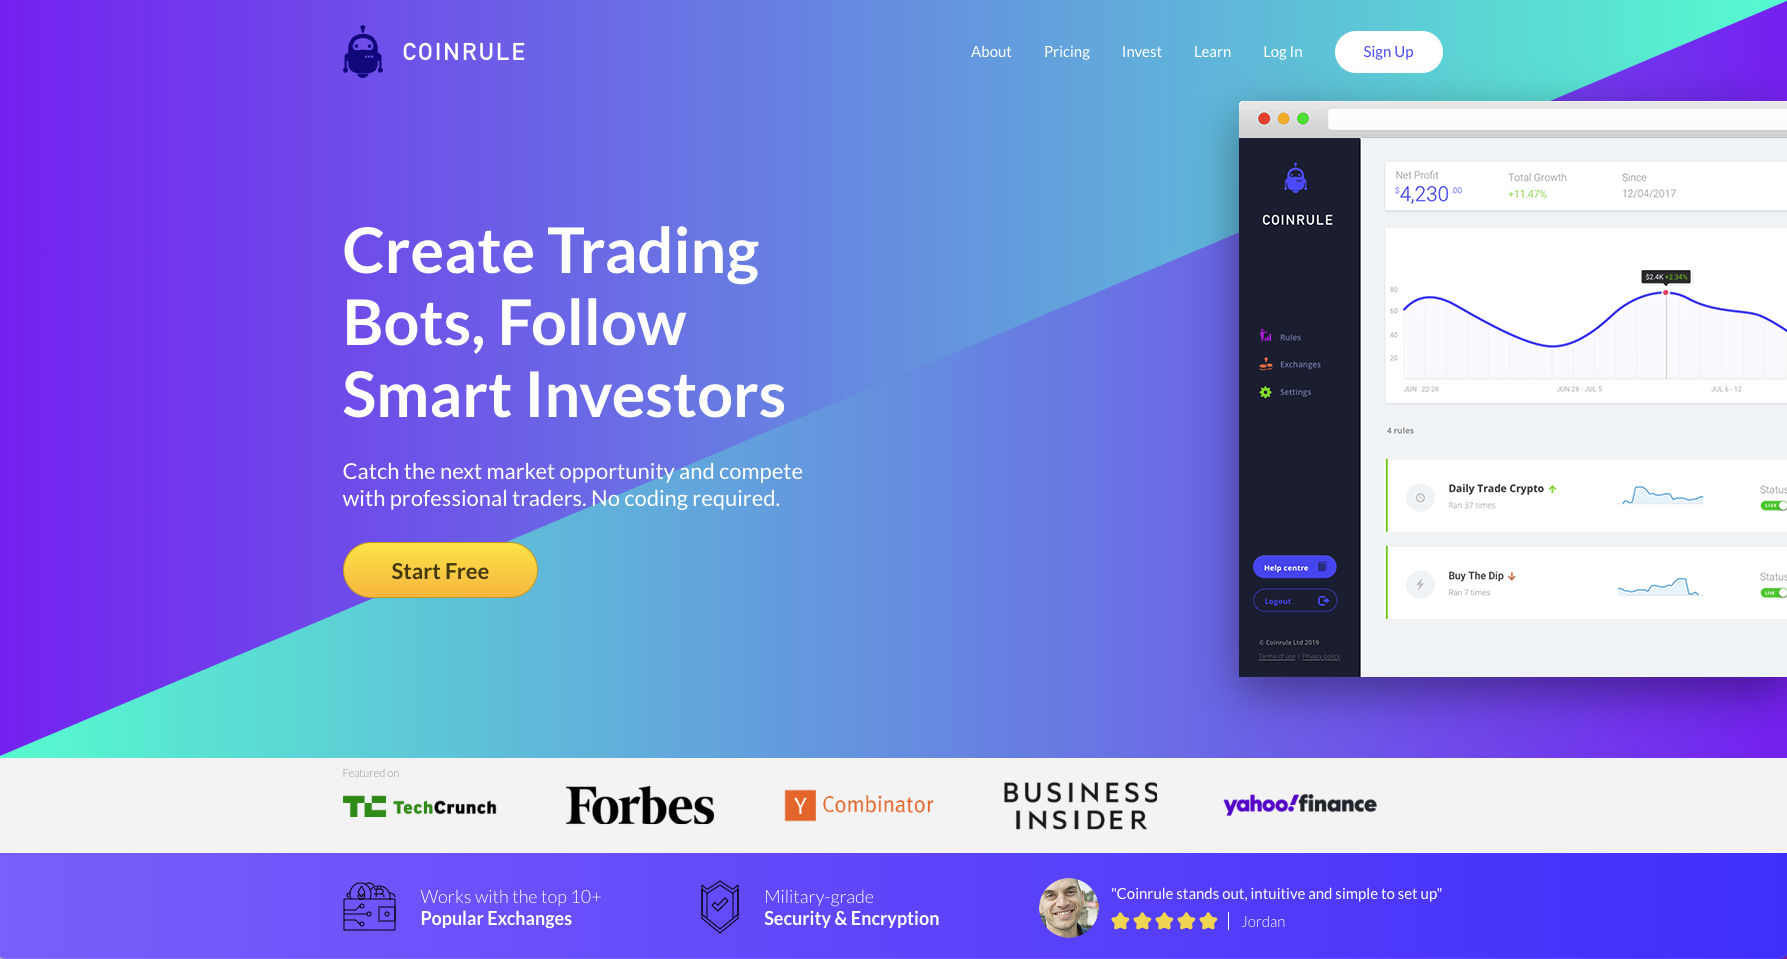 COINRULE
About
Pricing
Invest
Learn
Log In
Sign Up
Create Trading
Bots, Follow
Smart Investors
Catch the next market opportunity and compete
with professional traders. No coding required.
Start Free
COINRULE
Rules
Exchanges
Settings
Help centre
Logout
© Coinrule Ltd 2019
Terms of use | Privacy policy
Net Profit
$4,230.00
Total Growth
+11.47%
Since
12/04/2017
$2.4K +2.34%
80
60
40
20
JUN 22-28
JUN 28 - JUL 5
JUL 6 - 12
4 rules
Daily Trade Crypto
Ran 37 times
Status
LIVE
Buy The Dip
Ran 7 times
Status
LIVE
Featured on
TechCrunch
Forbes
Y Combinator
BUSINESS
INSIDER
yahoo!finance
Works with the top 10+
Popular Exchanges
Military-grade
Security & Encryption
"Coinrule stands out, intuitive and simple to set up"
Jordan